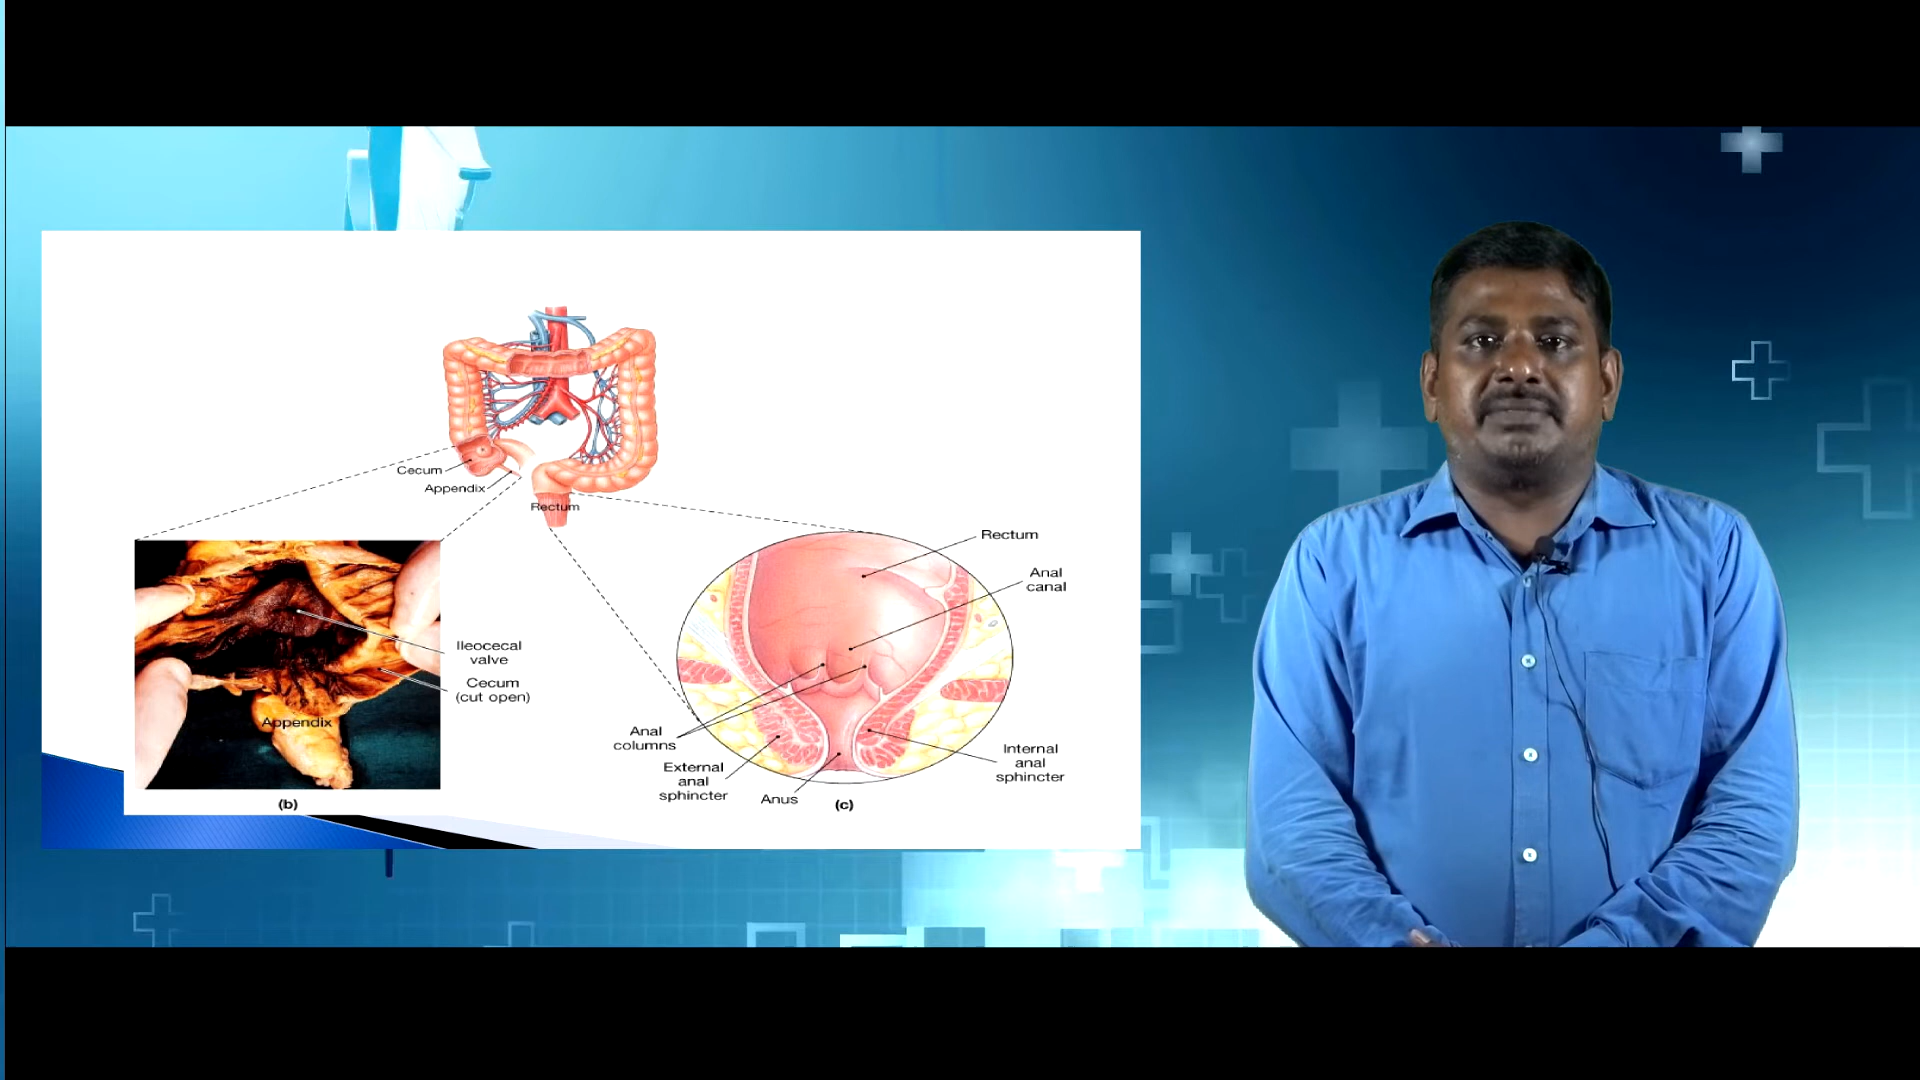 Cecum
Appendix
Rectum
Rectum
Anal
canal
Ileocecal
valve
Cecum
(cut open)
Appendix
Anal
columns
External
anal
sphincter
Anus
Internal
anal
sphincter
(b)
(c)